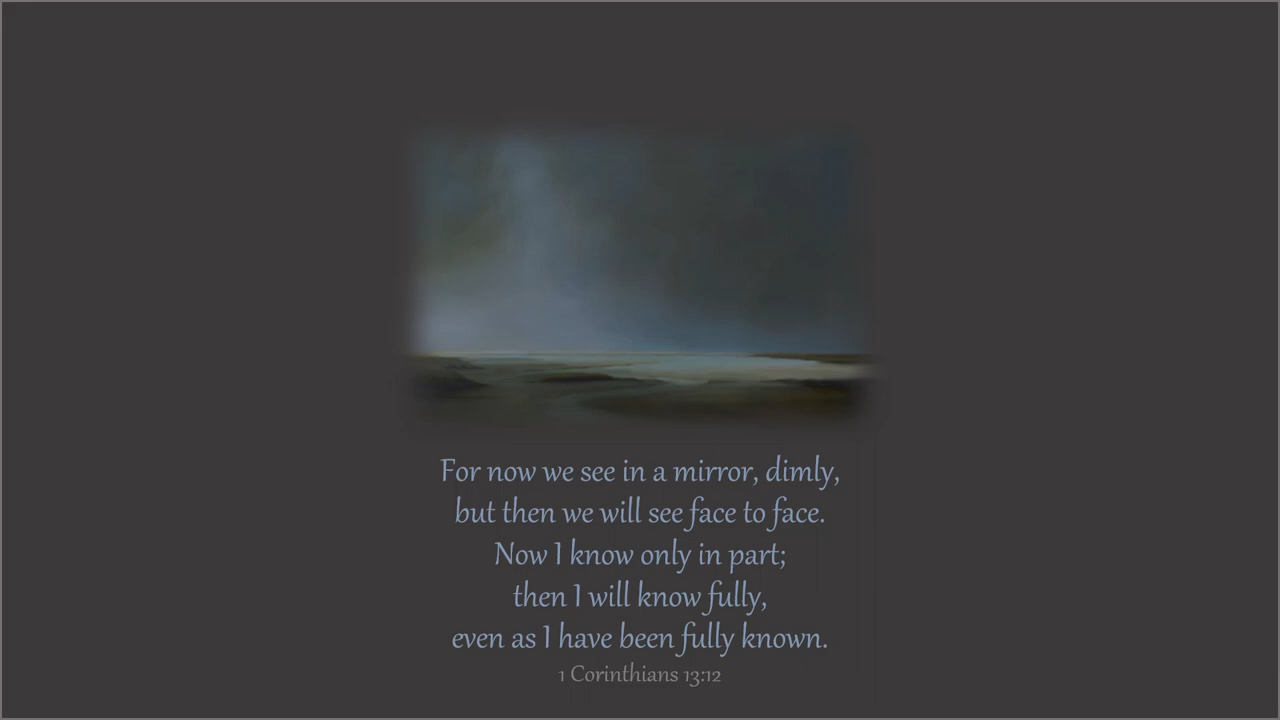 For now we see in a mirror, dimly,
but then we will see face to face.
Now I know only in part;
then I will know fully,
even as I have been fully known.
1 Corinthians 13:12